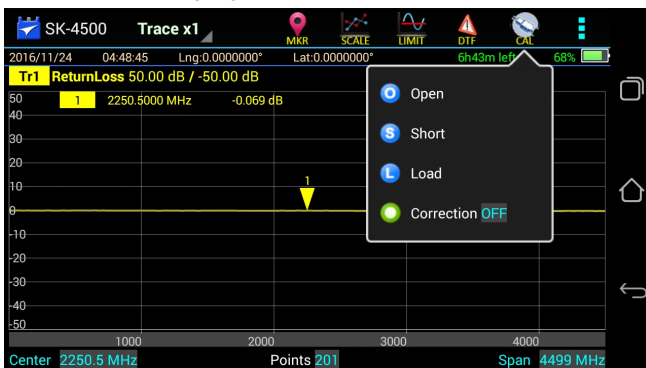 SK-4500 Trace x1 MKR SCALE LIMIT DTF CAL
2016/11/24 04:48:45 Lng:0.0000000° Lat:0.0000000° 6h43m left 68%
Tr1 ReturnLoss 50.00 dB / -50.00 dB
50 1 2250.5000 MHz -0.069 dB
O Open
40
30
S Short
20
L Load
10 1
Correction OFF
0
-10
-20
-30
-40
-50
1000 2000 3000 4000
Center 2250.5 MHz Points 201 Span 4499 MHz